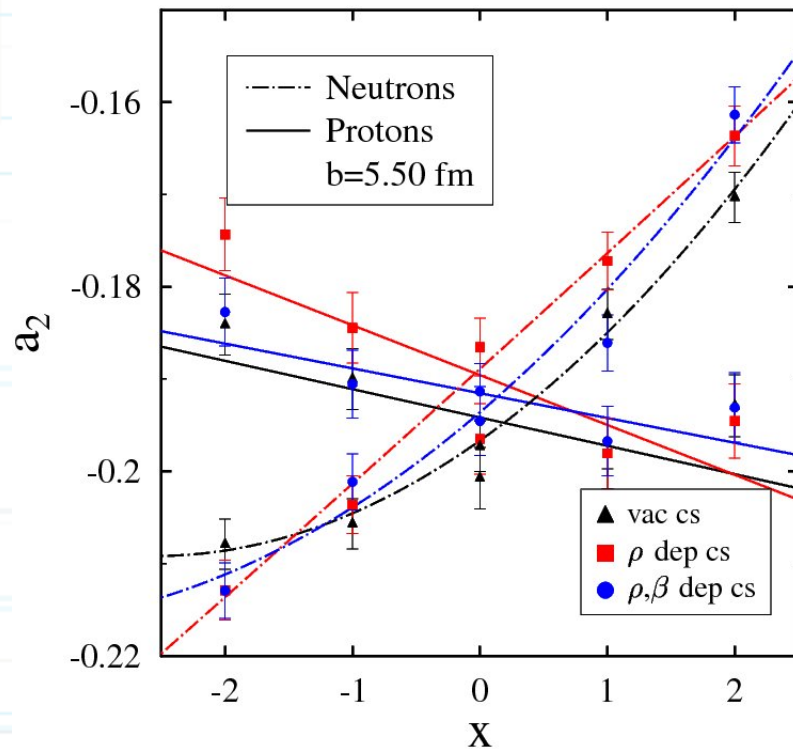 -0.16
-0.18
-0.2
-0.22
a₂
Neutrons
Protons
b=5.50 fm
vac cs
ρ dep cs
ρ,β dep cs
-2 -1 0 1 2
x